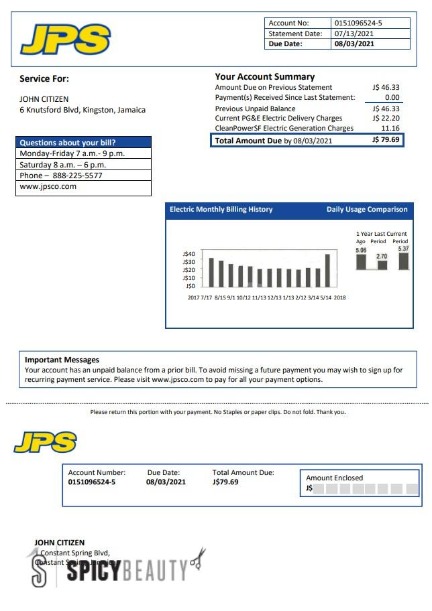 JPS
Account No: 0151096524-5
Statement Date: 07/13/2021
Due Date: 08/03/2021
Service For:
JOHN CITIZEN
6 Knutsford Blvd, Kingston, Jamaica
Your Account Summary
Amount Due on Previous Statement J$ 46.33
Payment(s) Received Since Last Statement: 0.00
Previous Unpaid Balance J$ 46.33
Current PG&E Electric Delivery Charges J$ 22.20
CleanPowerSF Electric Generation Charges 11.16
Total Amount Due by 08/03/2021 J$ 79.69
Questions about your bill?
Monday-Friday 7 a.m.- 9 p.m.
Saturday 8 a.m. – 6 p.m.
Phone – 888-225-5577
www.jpsco.com
Electric Monthly Billing History Daily Usage Comparison
1 Year Last Current
Ago Period Period
5.06 2.70 5.37
J$40
J$30
J$20
J$10
J$0
2017 7/17 8/15 9/1 10/12 11/13 12/13 1/31 2/12 3/14 5/14 2018
Important Messages
Your account has an unpaid balance from a prior bill. To avoid missing a future payment you may wish to sign up for
recurring payment service. Please visit www.jpsco.com to pay for all your payment options.
Please return this portion with your payment. No Staples or paper clips. Do not fold. Thank you.
JPS
Account Number: Due Date: Total Amount Due:
0151096524-5 08/03/2021 J$79.69
Amount Enclosed
J$
JOHN CITIZEN
Constant Spring Blvd,
Constant
SPICYBEAUTY